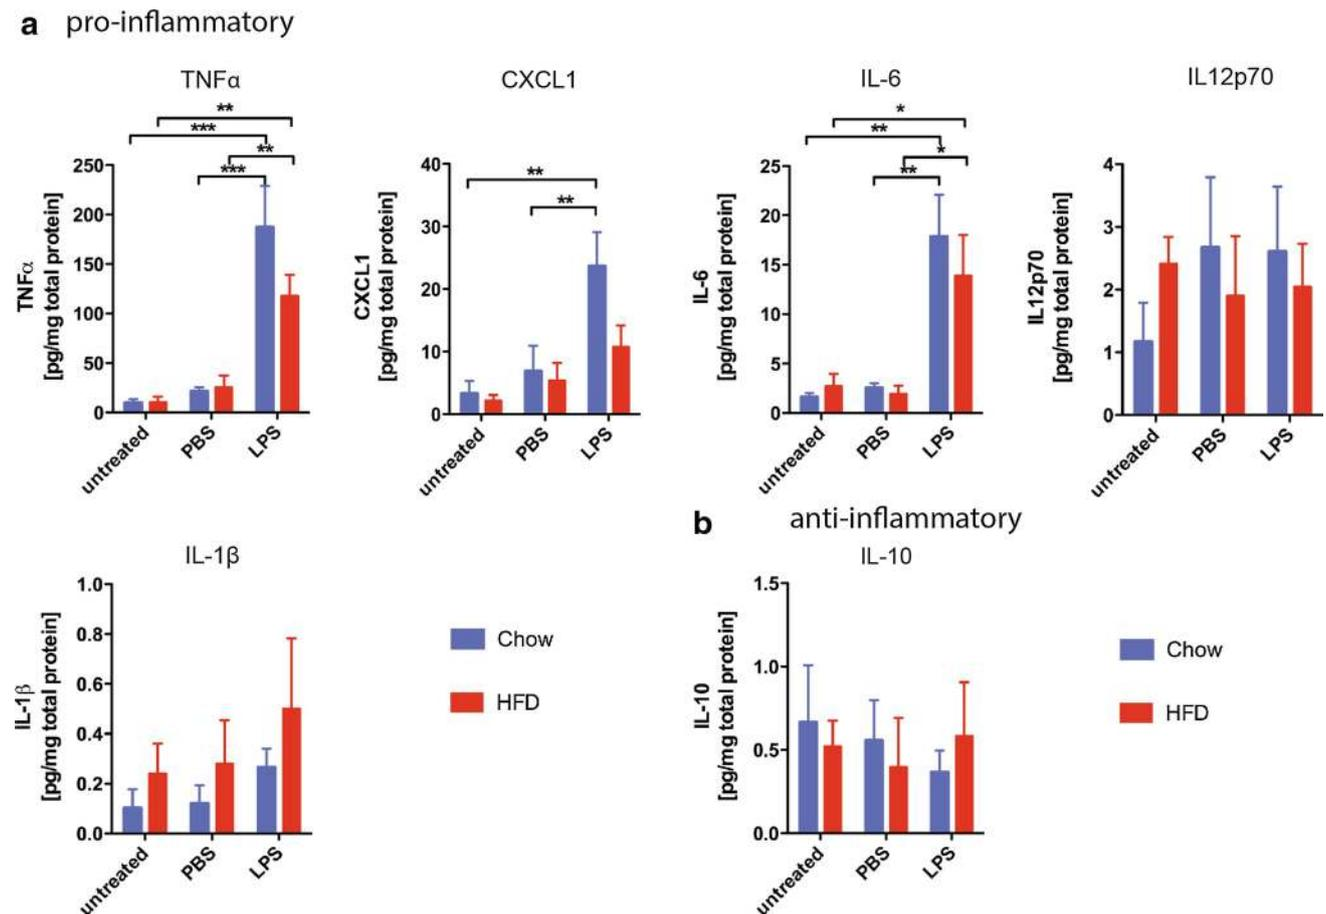 a pro-inflammatory
TNFα
** 
***
**
***
TNFα
[pg/mg total protein]
250
200
150
100
50
0
untreated
PBS
LPS
CXCL1
**
**
CXCL1
[pg/mg total protein]
40
30
20
10
0
untreated
PBS
LPS
IL-6
*
**
*
**
IL-6
[pg/mg total protein]
25
20
15
10
5
0
untreated
PBS
LPS
IL12p70
IL12p70
[pg/mg total protein]
4
3
2
1
0
untreated
PBS
LPS
IL-1β
IL-1β
[pg/mg total protein]
1.0
0.8
0.6
0.4
0.2
0.0
untreated
PBS
LPS
Chow
HFD
b anti-inflammatory
IL-10
IL-10
[pg/mg total protein]
1.5
1.0
0.5
0.0
untreated
PBS
LPS
Chow
HFD